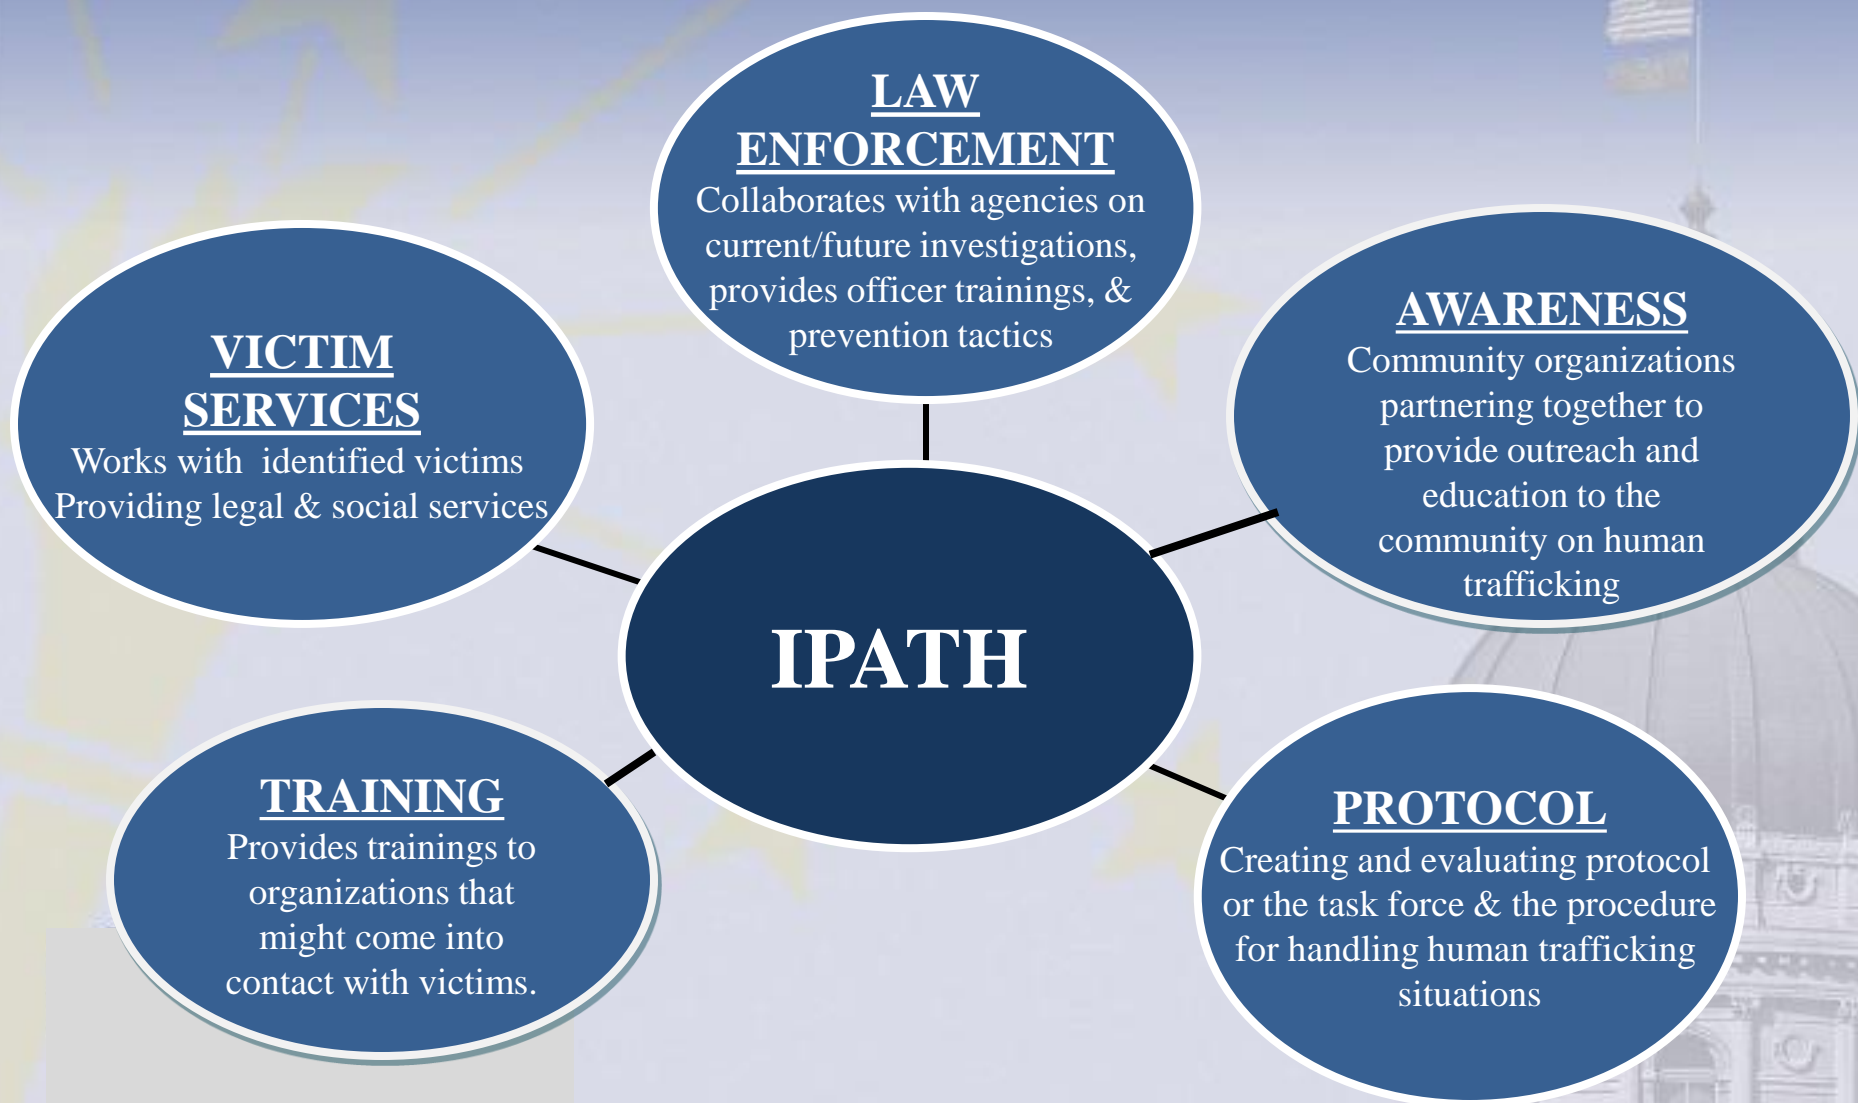 LAW
ENFORCEMENT
Collaborates with agencies on
current/future investigations,
provides officer trainings, &
prevention tactics
VICTIM
SERVICES
Works with identified victims
Providing legal & social services
AWARENESS
Community organizations
partnering together to
provide outreach and
education to the
community on human
trafficking
IPATH
TRAINING
Provides trainings to
organizations that
might come into
contact with victims.
PROTOCOL
Creating and evaluating protocol
or the task force & the procedure
for handling human trafficking
situations